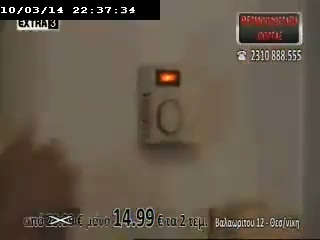 10/03/14 22:37:34
EXTRA 3
☎ 2310 888.555
από € μόνο 14.99 € τα 2 τεμ.
Βαλαωρίτου 12 - Θεσ/νίκη